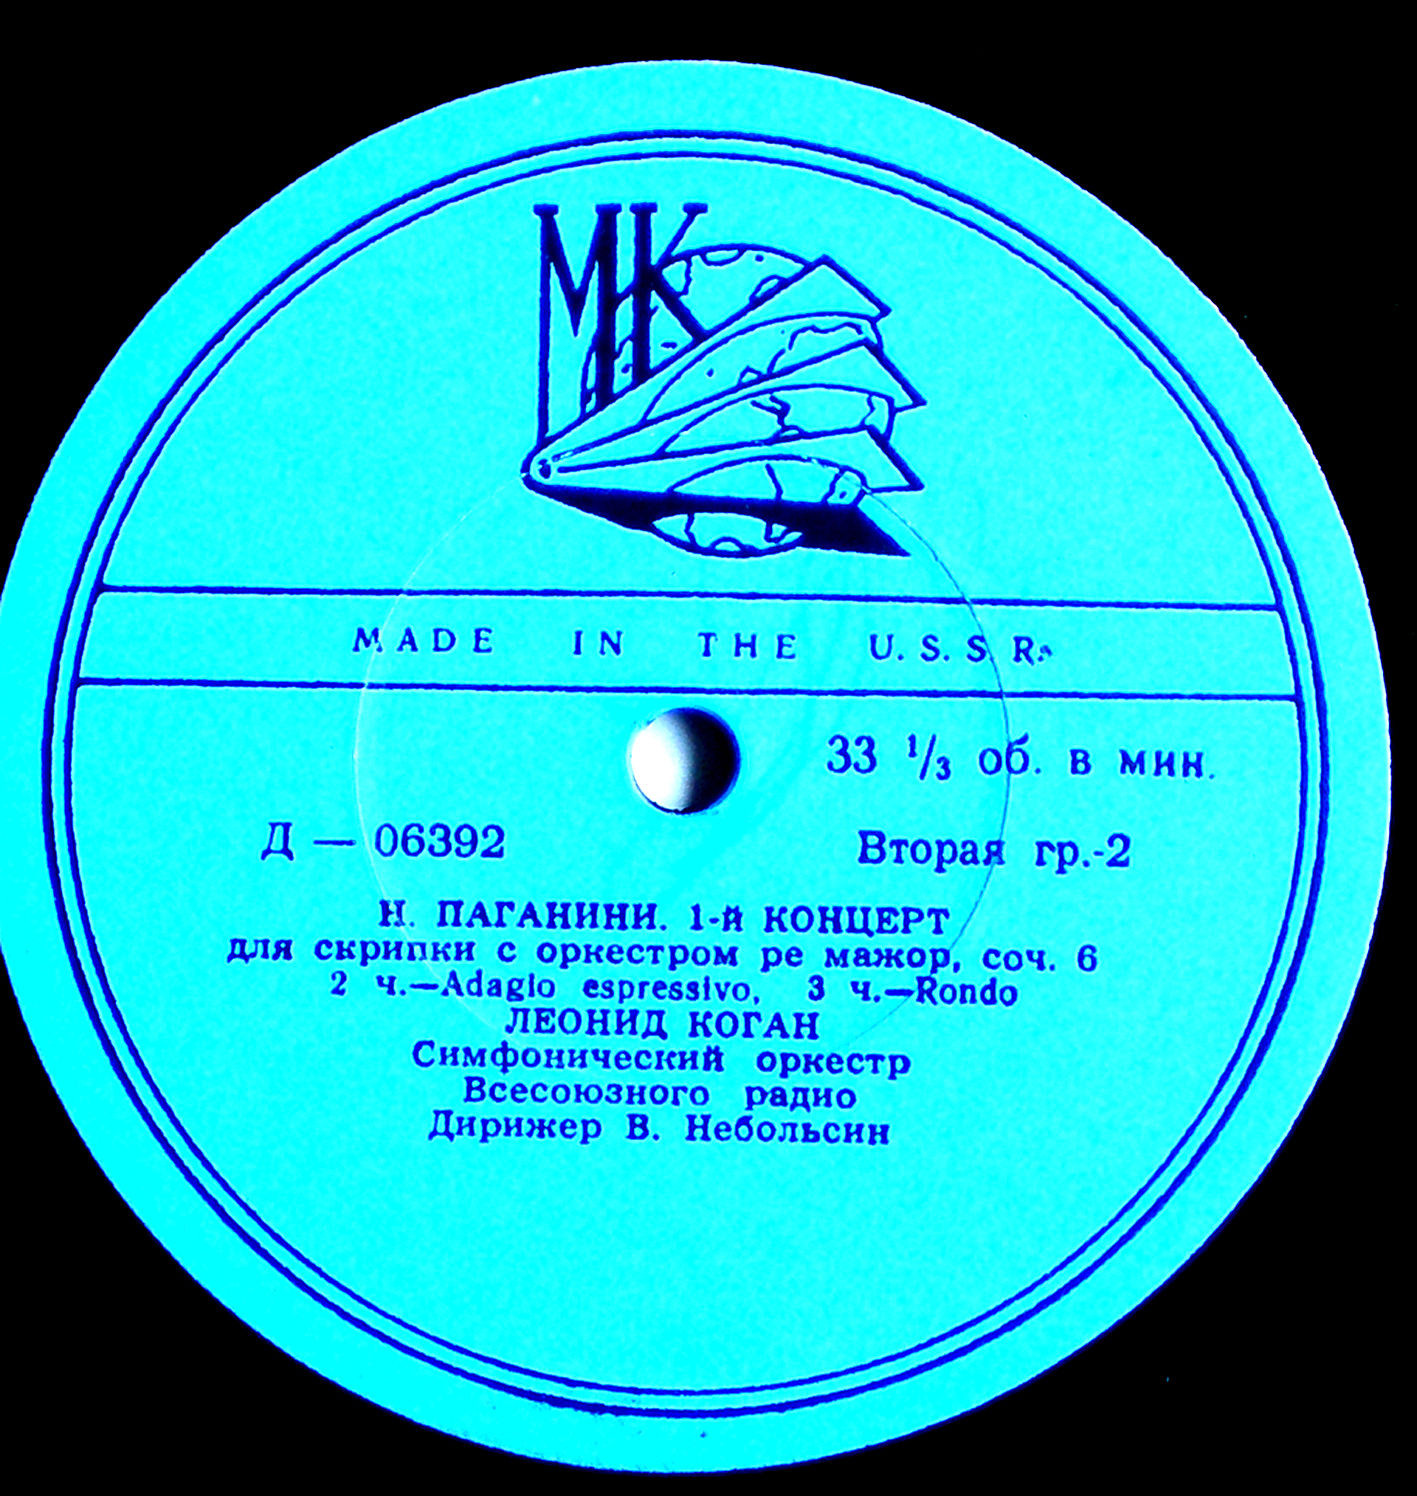 МК
MADE IN THE U.S.S.R.
33 1/3 об. в мин.
Д — 06392 Вторая гр.-2
Н. ПАГАНИНИ. 1-й КОНЦЕРТ
для скрипки с оркестром ре мажор, соч. 6
2 ч.—Adagio espressivo, 3 ч.—Rondo
ЛЕОНИД КОГАН
Симфонический оркестр
Всесоюзного радио
Дирижер В. Небольсин